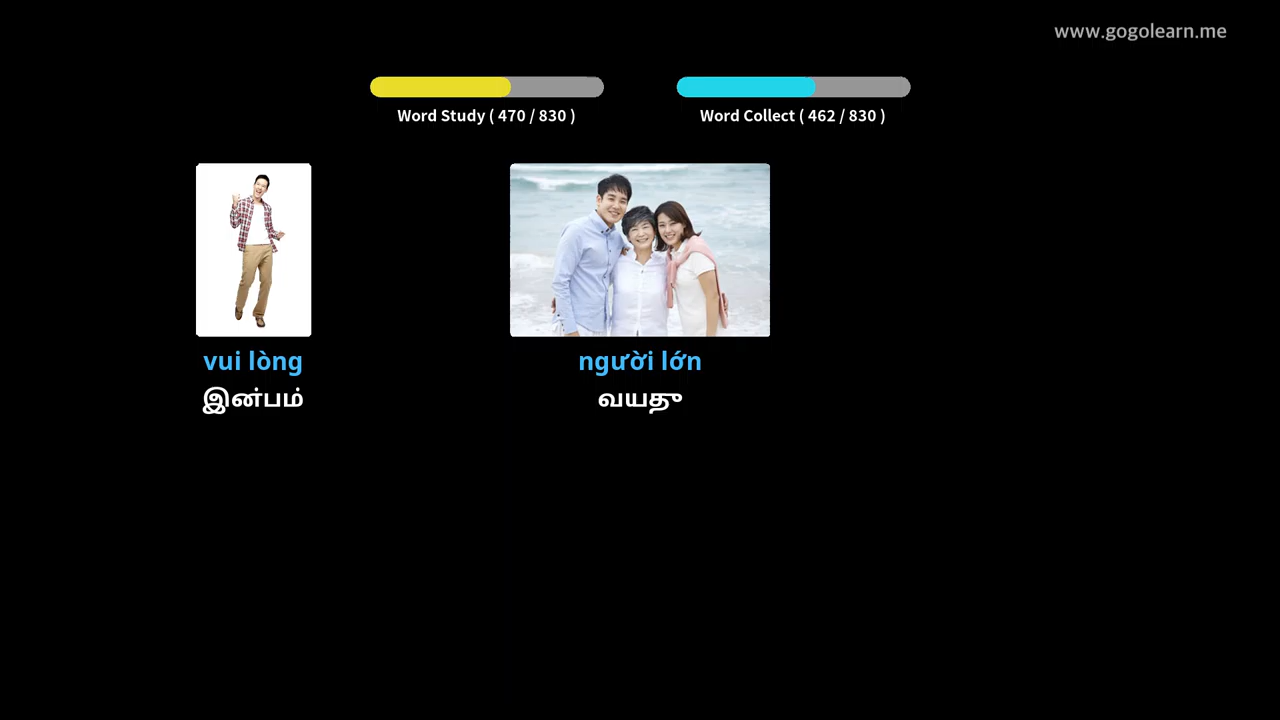 www.gogolearn.me
Word Study ( 470 / 830 )
Word Collect ( 462 / 830 )
vui lòng
இன்பம்
người lớn
வயது